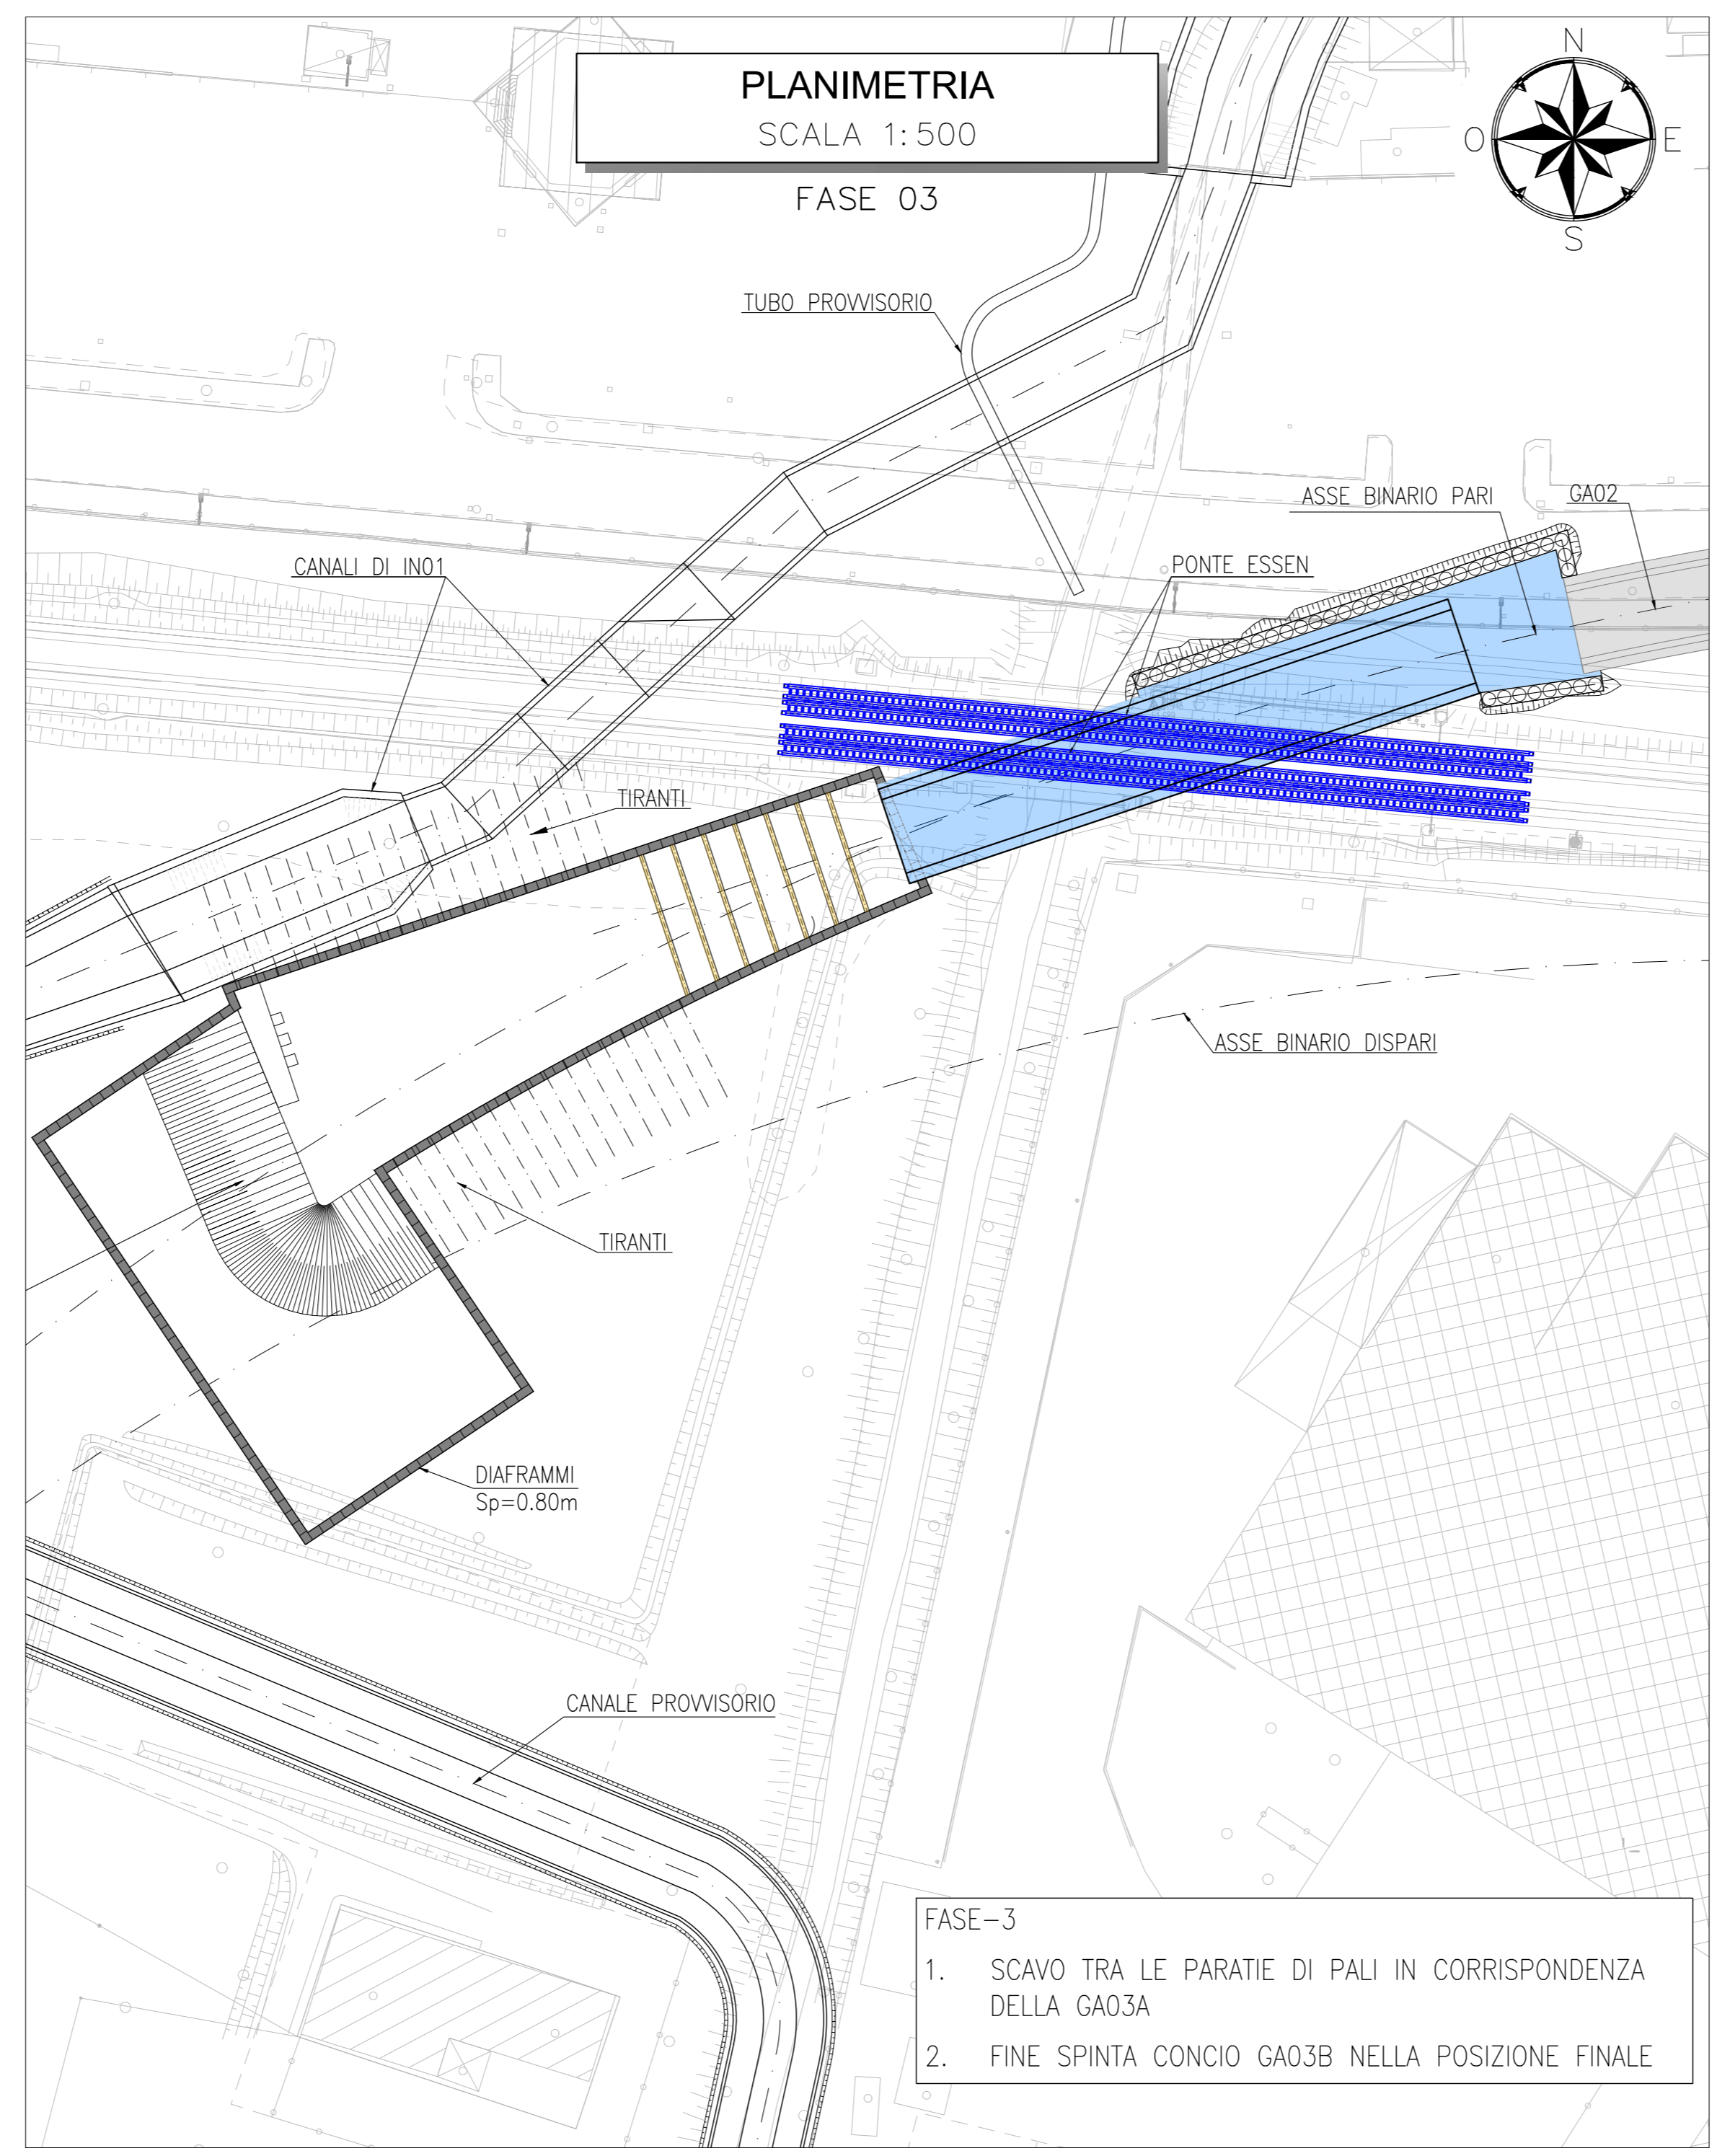 PLANIMETRIA
SCALA 1:500
FASE 03
N
O
E
S
TUBO PROVVISORIO
ASSE BINARIO PARI
GA02
CANALI DI IN01
PONTE ESSEN
TIRANTI
ASSE BINARIO DISPARI
TIRANTI
DIAFRAMMI
Sp=0.80m
CANALE PROVVISORIO
FASE-3
1. SCAVO TRA LE PARATIE DI PALI IN CORRISPONDENZA
DELLA GA03A
2. FINE SPINTA CONCIO GA03B NELLA POSIZIONE FINALE